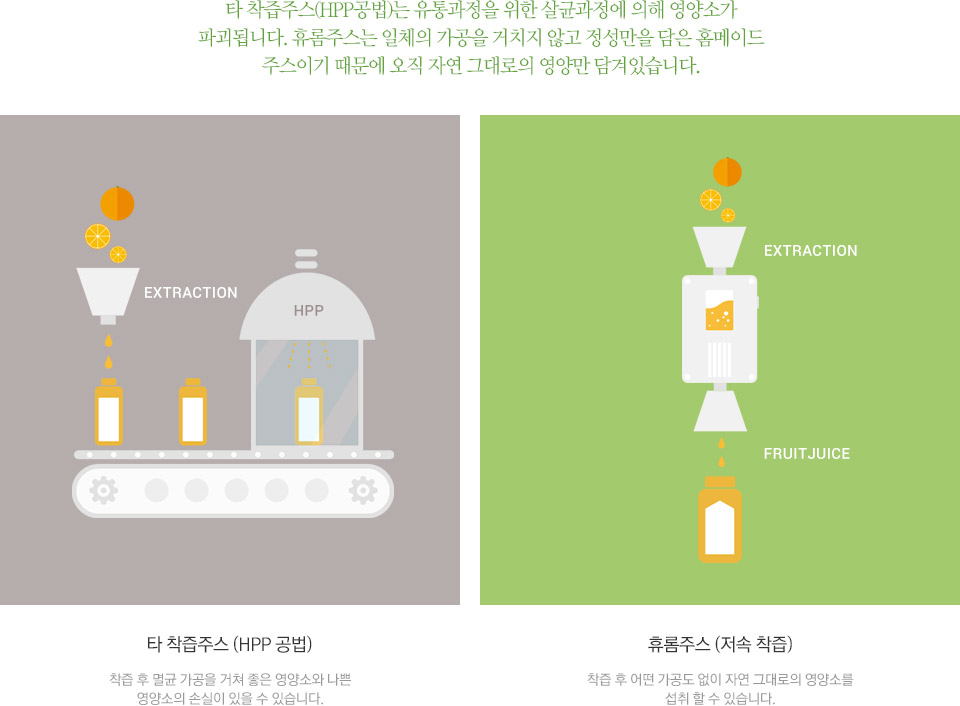 타 착즙주스(HPP공법)는 유통과정을 위한 살균과정에 의해 영양소가
파괴됩니다. 휴롬주스는 일체의 가공을 거치지 않고 정성만을 담은 홈메이드
주스이기 때문에 오직 자연 그대로의 영양만 담겨있습니다.
EXTRACTION
HPP
EXTRACTION
FRUITJUICE
타 착즙주스 (HPP 공법)
착즙 후 멸균 가공을 거쳐 좋은 영양소와 나쁜
영양소의 손실이 있을 수 있습니다.
휴롬주스 (저속 착즙)
착즙 후 어떤 가공도 없이 자연 그대로의 영양소를
섭취 할 수 있습니다.